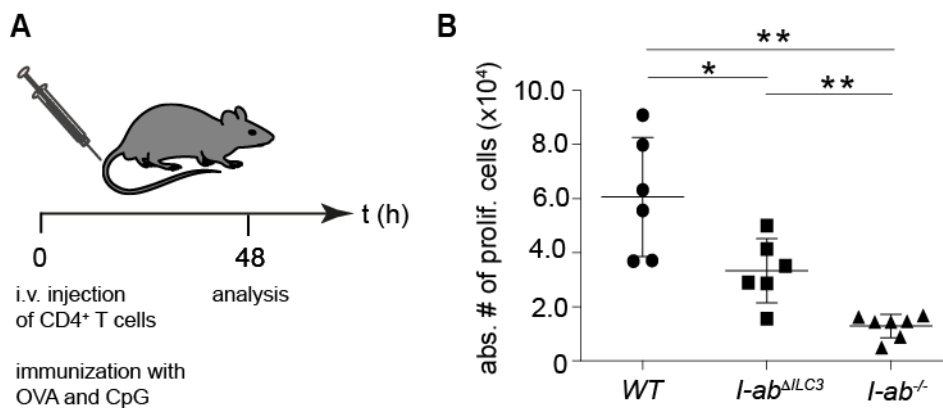 A
t (h)
0
48
i.v. injection
of CD4⁺ T cells
analysis
immunization with
OVA and CpG
B
**
*
**
abs. # of prolif. cells (x10⁴)
10.0
8.0
6.0
4.0
2.0
0
WT
I-ab^ΔILC3
I-ab⁻/⁻